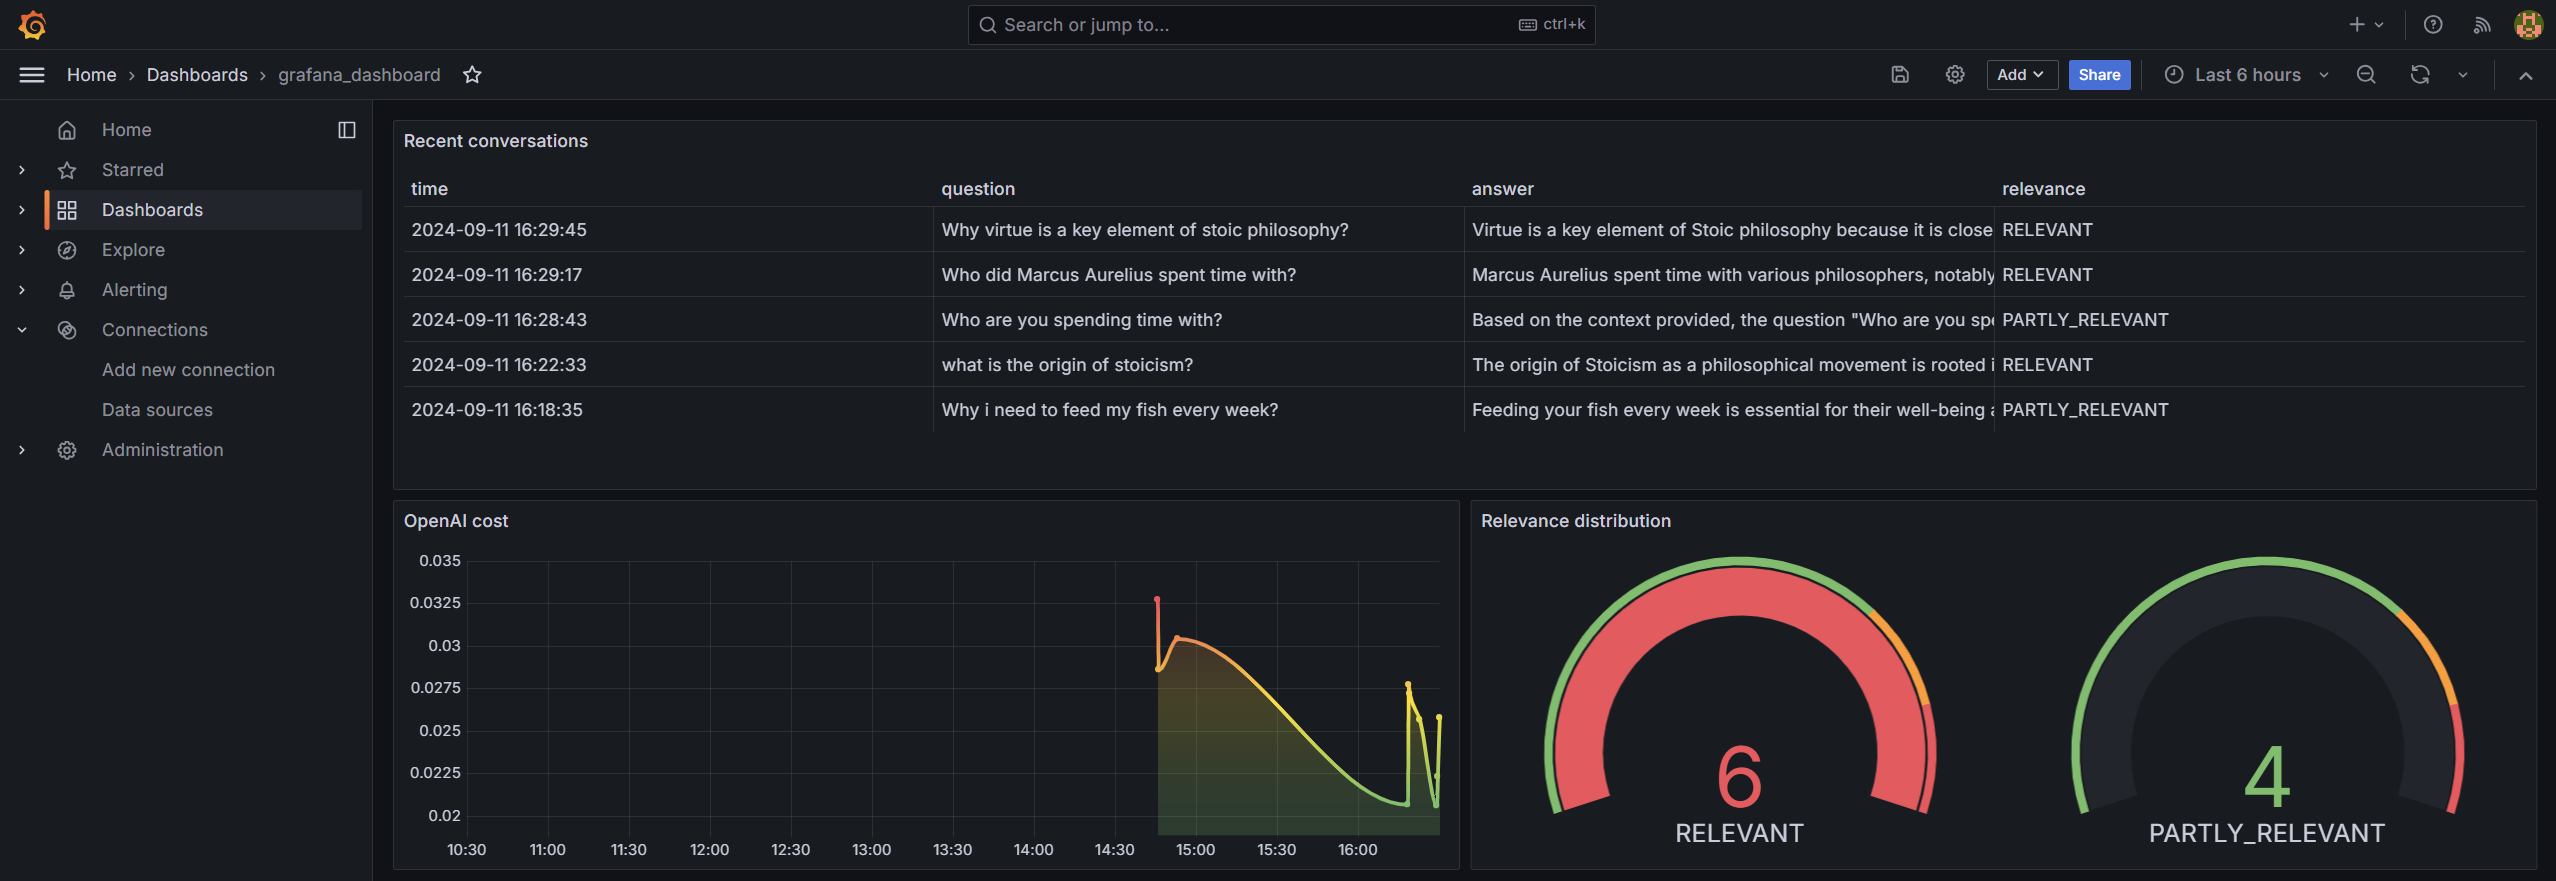 Search or jump to... ctrl+k
Home › Dashboards › grafana_dashboard Add Share Last 6 hours
Home
Starred
Dashboards
Explore
Alerting
Connections
Add new connection
Data sources
Administration
Recent conversations
time question answer relevance
2024-09-11 16:29:45 Why virtue is a key element of stoic philosophy? Virtue is a key element of Stoic philosophy because it is close RELEVANT
2024-09-11 16:29:17 Who did Marcus Aurelius spent time with? Marcus Aurelius spent time with various philosophers, notably RELEVANT
2024-09-11 16:28:43 Who are you spending time with? Based on the context provided, the question "Who are you spe PARTLY_RELEVANT
2024-09-11 16:22:33 what is the origin of stoicism? The origin of Stoicism as a philosophical movement is rooted i RELEVANT
2024-09-11 16:18:35 Why i need to feed my fish every week? Feeding your fish every week is essential for their well-being a PARTLY_RELEVANT
OpenAI cost
0.035
0.0325
0.03
0.0275
0.025
0.0225
0.02
10:30 11:00 11:30 12:00 12:30 13:00 13:30 14:00 14:30 15:00 15:30 16:00
Relevance distribution
6
RELEVANT
4
PARTLY_RELEVANT